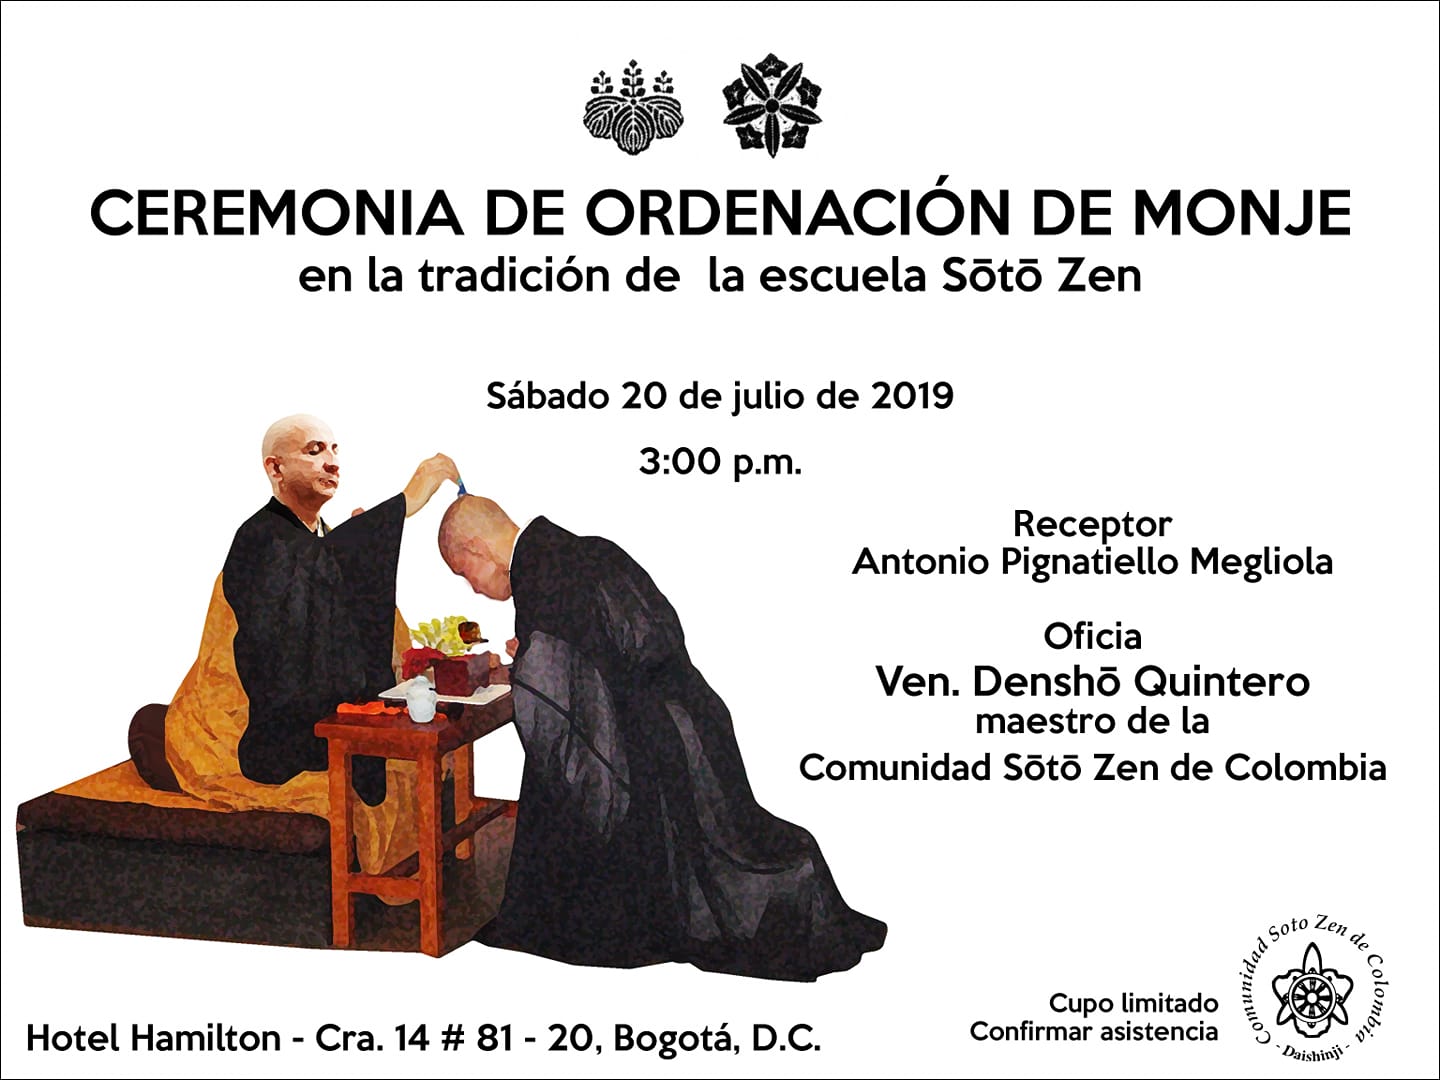 CEREMONIA DE ORDENACIÓN DE MONJE
en la tradición de la escuela Sōtō Zen
Sábado 20 de julio de 2019
3:00 p.m.
Receptor
Antonio Pignatiello Megliola
Oficia
Ven. Denshō Quintero
maestro de la
Comunidad Sōtō Zen de Colombia
Hotel Hamilton - Cra. 14 # 81 - 20, Bogotá, D.C.
Cupo limitado
Confirmar asistencia
Comunidad Soto Zen de Colombia
- Daishinji -